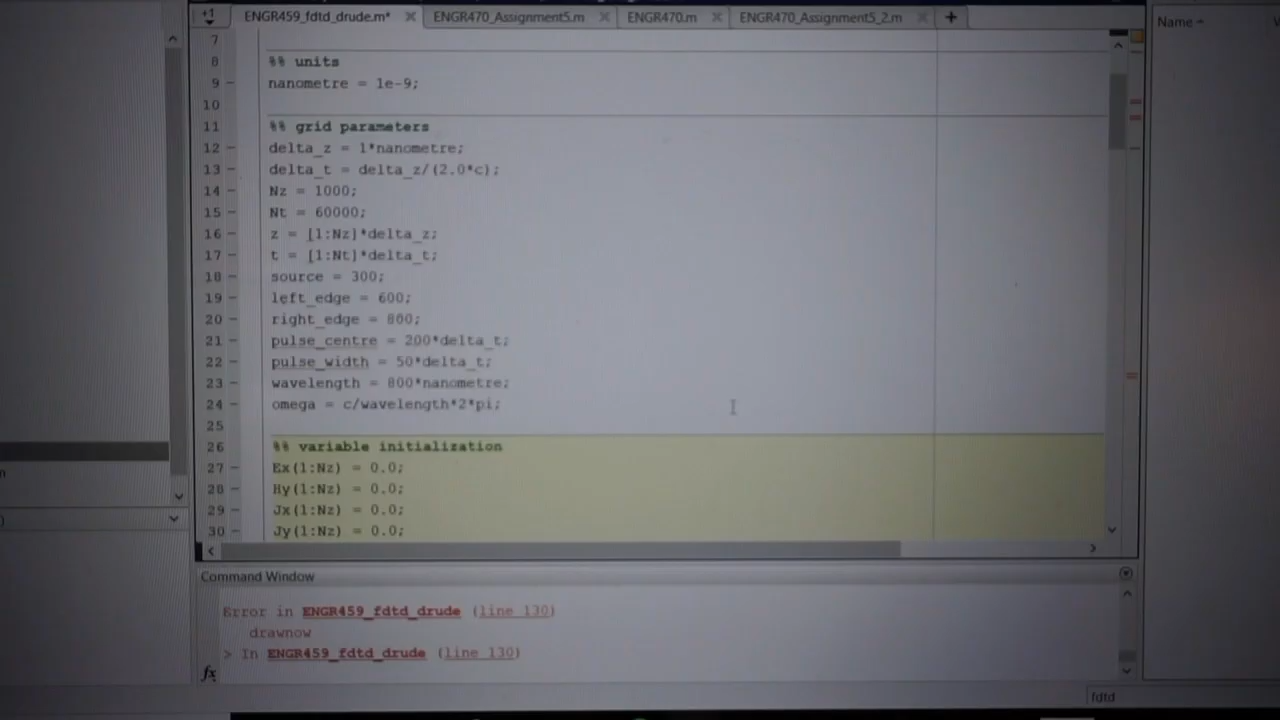 ENGR459_fdtd_drude.m* ENGR470_Assignment5.m ENGR470.m ENGR470_Assignment5_2.m +
Name
7
8 %% units
9 - nanometre = 1e-9;
10
11 %% grid parameters
12 - delta_z = 1*nanometre;
13 - delta_t = delta_z/(2.0*c);
14 - Nz = 1000;
15 - Nt = 60000;
16 - z = [1:Nz]*delta_z;
17 - t = [1:Nt]*delta_t;
18 - source = 300;
19 - left_edge = 600;
20 - right_edge = 800;
21 - pulse_centre = 200*delta_t;
22 - pulse_width = 50*delta_t;
23 - wavelength = 800*nanometre;
24 - omega = c/wavelength*2*pi;
25
26 %% variable initialization
27 - Ex(1:Nz) = 0.0;
28 - Hy(1:Nz) = 0.0;
29 - Jx(1:Nz) = 0.0;
30 - Jy(1:Nz) = 0.0;
Command Window
Error in ENGR459_fdtd_drude (line 130)
drawnow
> In ENGR459_fdtd_drude (line 130)
fx
fdtd